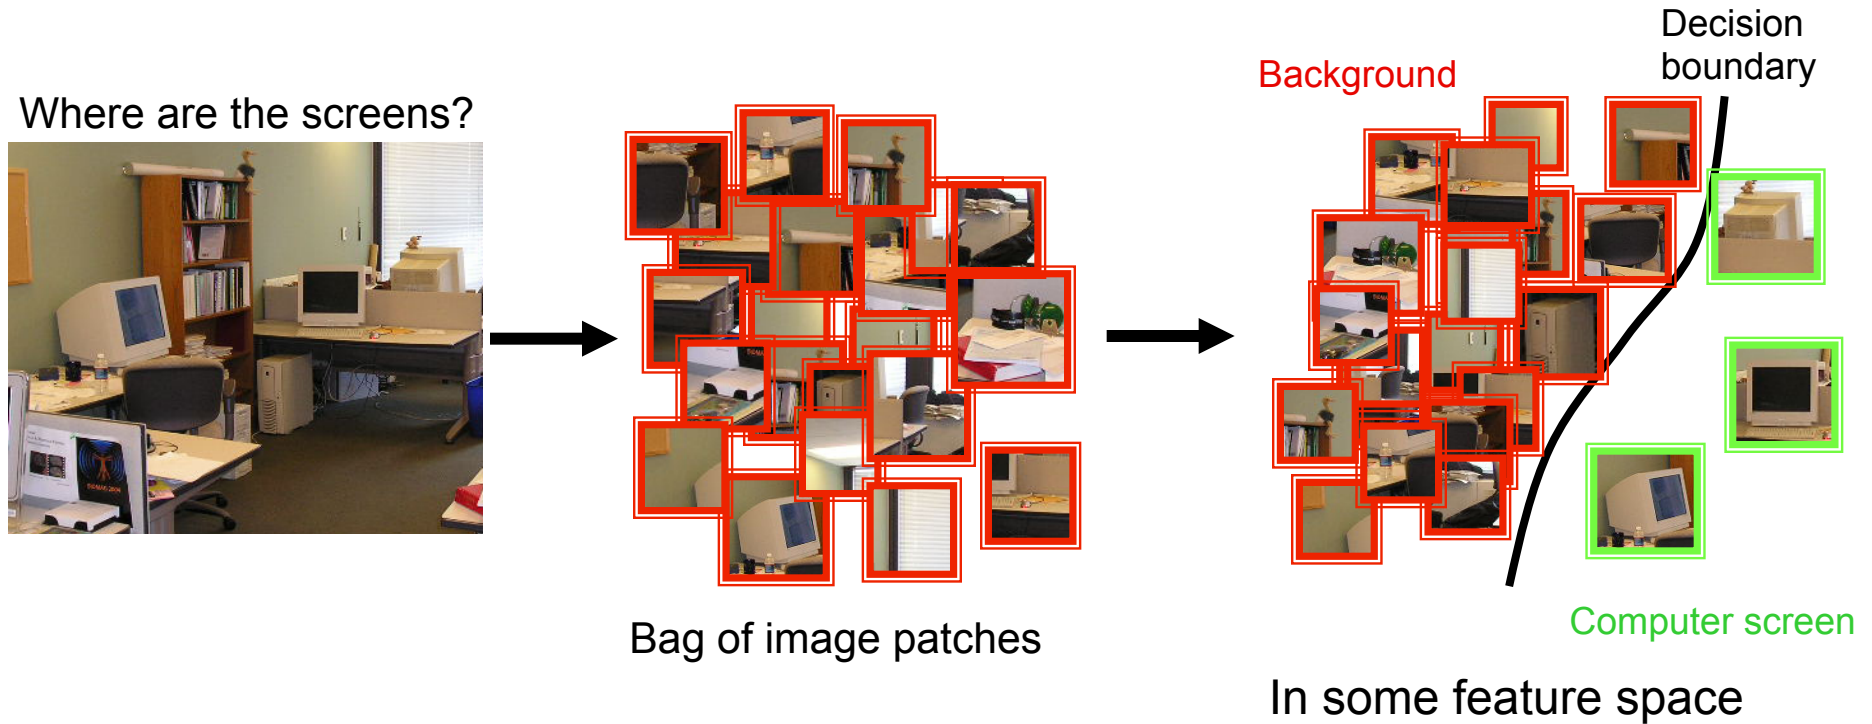 Where are the screens?
Bag of image patches
Background
Decision
boundary
Computer screen
In some feature space